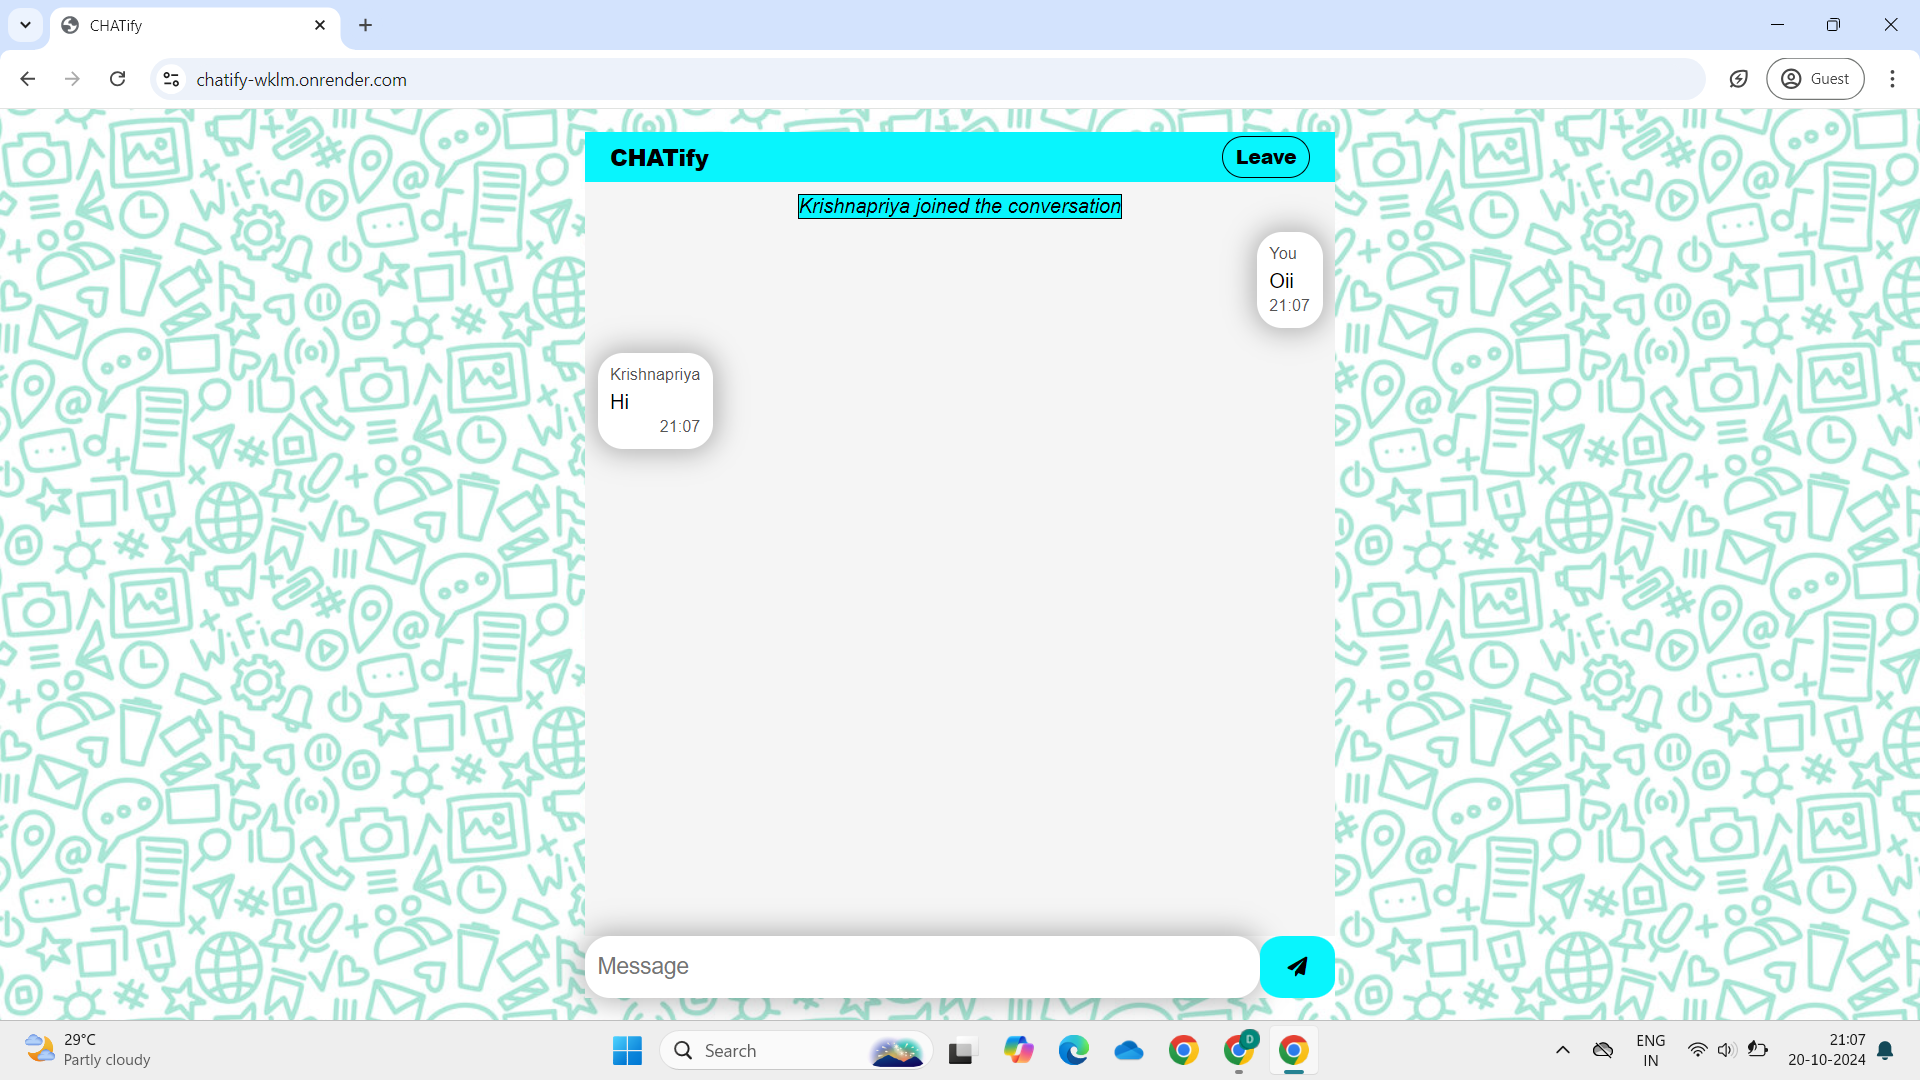 CHATify
chatify-wklm.onrender.com
Guest
CHATify
Leave
Krishnapriya joined the conversation
You
Oii
21:07
Krishnapriya
Hi
21:07
Message
29°C
Partly cloudy
Search
D
ENG
IN
21:07
20-10-2024